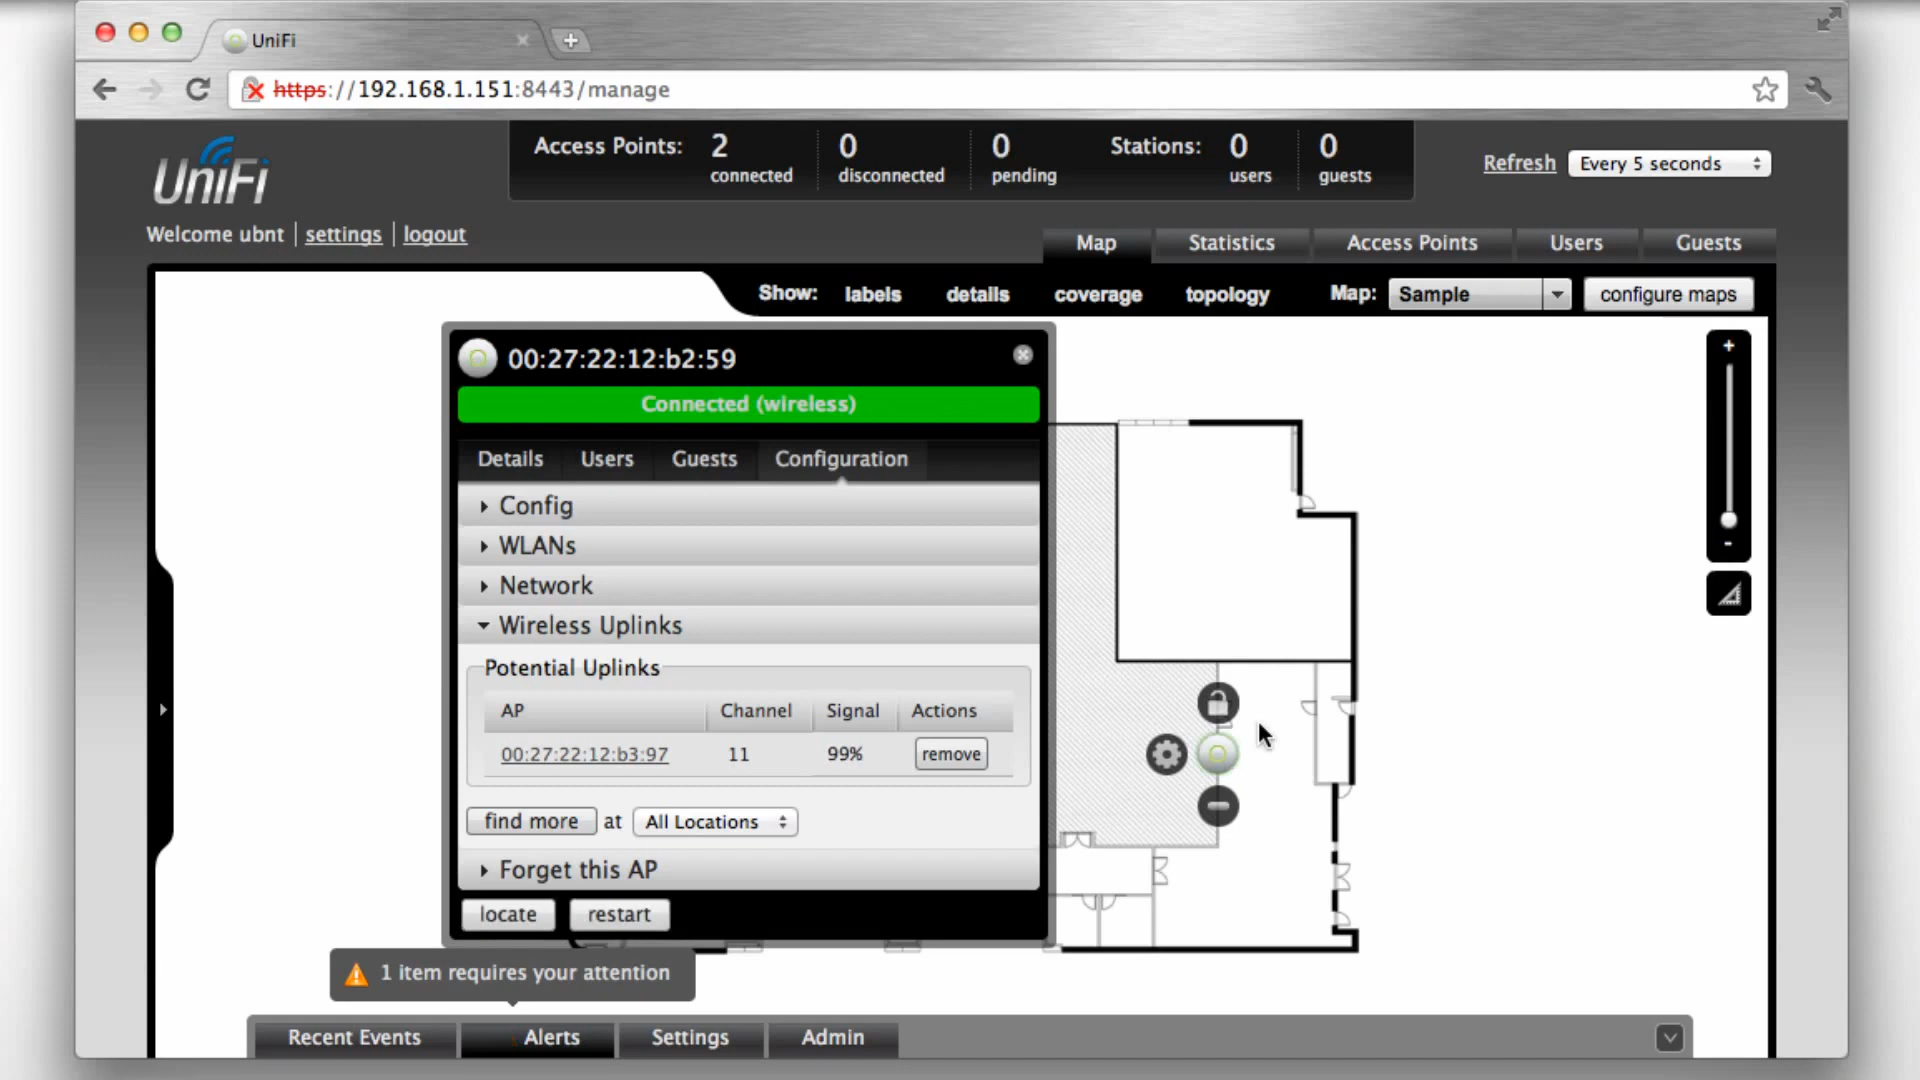 UniFi
https://192.168.1.151:8443/manage
UniFi
Access Points: 2 connected 0 disconnected 0 pending Stations: 0 users 0 guests
Refresh Every 5 seconds
Welcome ubnt settings logout
Map Statistics Access Points Users Guests
Show: labels details coverage topology Map: Sample configure maps
00:27:22:12:b2:59
Connected (wireless)
Details Users Guests Configuration
Config
WLANs
Network
Wireless Uplinks
Potential Uplinks
AP Channel Signal Actions
00:27:22:12:b3:97 11 99% remove
find more at All Locations
Forget this AP
locate restart
+
-
1 item requires your attention
Recent Events Alerts Settings Admin